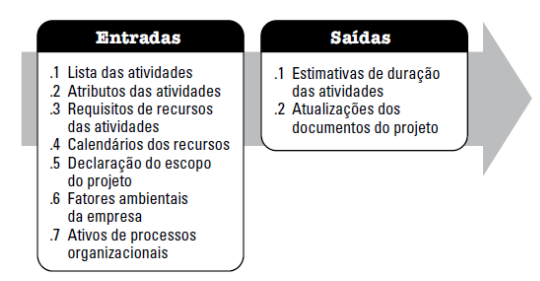 Entradas
.1 Lista das atividades
.2 Atributos das atividades
.3 Requisitos de recursos
das atividades
.4 Calendários dos recursos
.5 Declaração do escopo
do projeto
.6 Fatores ambientais
da empresa
.7 Ativos de processos
organizacionais
Saídas
.1 Estimativas de duração
das atividades
.2 Atualizações dos
documentos do projeto